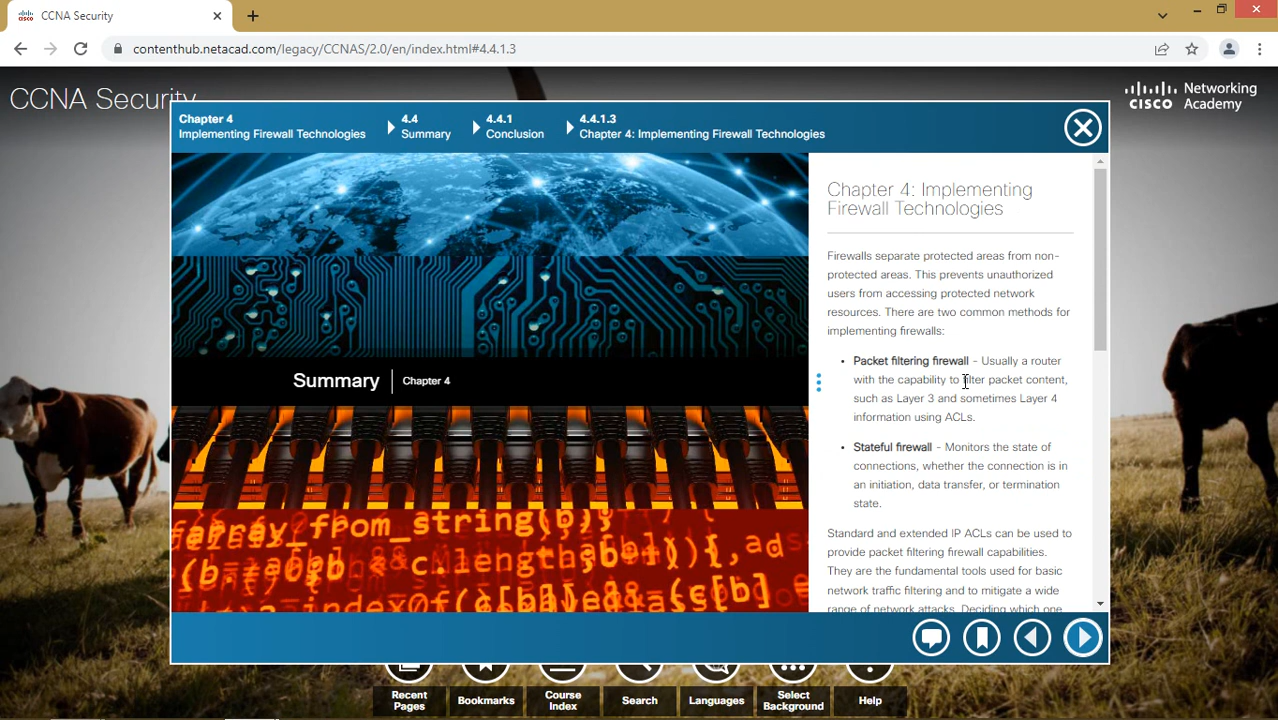 CCNA Security
contenthub.netacad.com/legacy/CCNAS/2.0/en/index.html#4.4.1.3
CCNA Security
Networking
CISCO Academy
Chapter 4
Implementing Firewall Technologies
4.4
Summary
4.4.1
Conclusion
4.4.1.3
Chapter 4: Implementing Firewall Technologies
Summary
Chapter 4
Chapter 4: Implementing
Firewall Technologies
Firewalls separate protected areas from non-
protected areas. This prevents unauthorized
users from accessing protected network
resources. There are two common methods for
implementing firewalls:
• Packet filtering firewall - Usually a router
with the capability to filter packet content,
such as Layer 3 and sometimes Layer 4
information using ACLs.
• Stateful firewall - Monitors the state of
connections, whether the connection is in
an initiation, data transfer, or termination
state.
Standard and extended IP ACLs can be used to
provide packet filtering firewall capabilities.
They are the fundamental tools used for basic
network traffic filtering and to mitigate a wide
range of network attacks. Deciding which one
Recent
Pages
Bookmarks
Course
Index
Search
Languages
Select
Background
Help